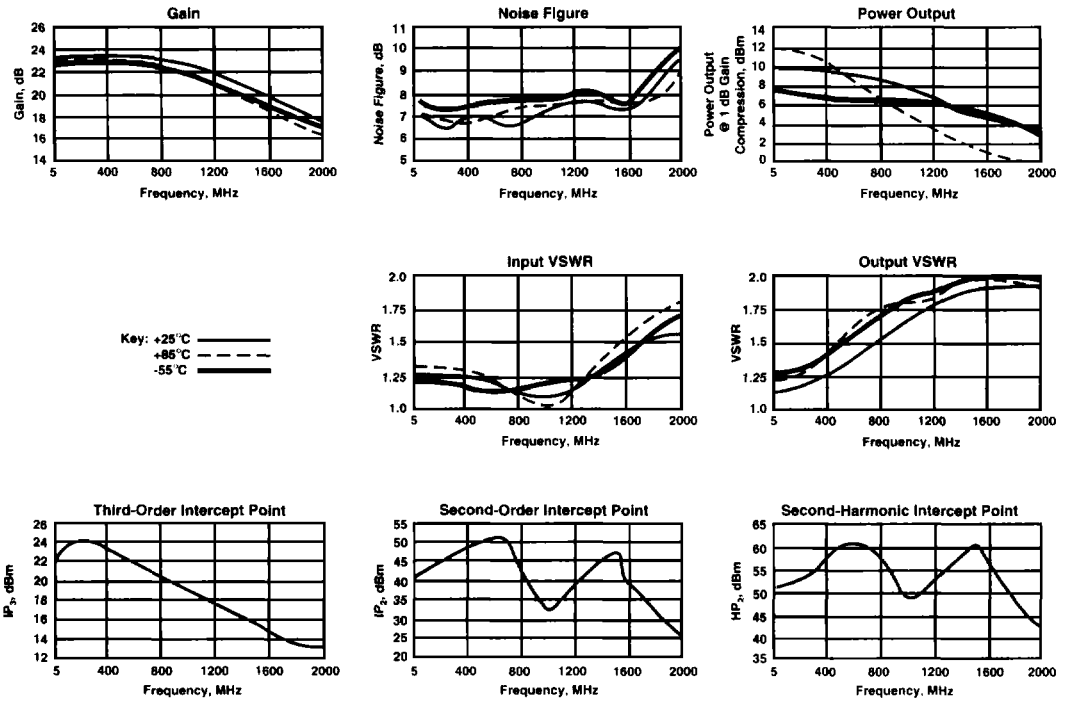 Gain
26
24
22
20
18
16
14
Gain, dB
5 400 800 1200 1600 2000
Frequency, MHz
Noise Figure
11
10
9
8
7
6
5
Noise Figure, dB
5 400 800 1200 1600 2000
Frequency, MHz
Power Output
14
12
10
8
6
4
2
0
Power Output
@ 1 dB Gain
Compression, dBm
5 400 800 1200 1600 2000
Frequency, MHz
Key: +25°C
+85°C
-55°C
Input VSWR
2.0
1.75
1.5
1.25
1.0
VSWR
5 400 800 1200 1600 2000
Frequency, MHz
Output VSWR
2.0
1.75
1.5
1.25
1.0
VSWR
5 400 800 1200 1600 2000
Frequency, MHz
Third-Order Intercept Point
26
24
22
20
18
16
14
12
IP3, dBm
5 400 800 1200 1600 2000
Frequency, MHz
Second-Order Intercept Point
55
50
45
40
35
30
25
20
IP2, dBm
5 400 800 1200 1600 2000
Frequency, MHz
Second-Harmonic Intercept Point
65
60
55
50
45
40
35
HP2, dBm
5 400 800 1200 1600 2000
Frequency, MHz